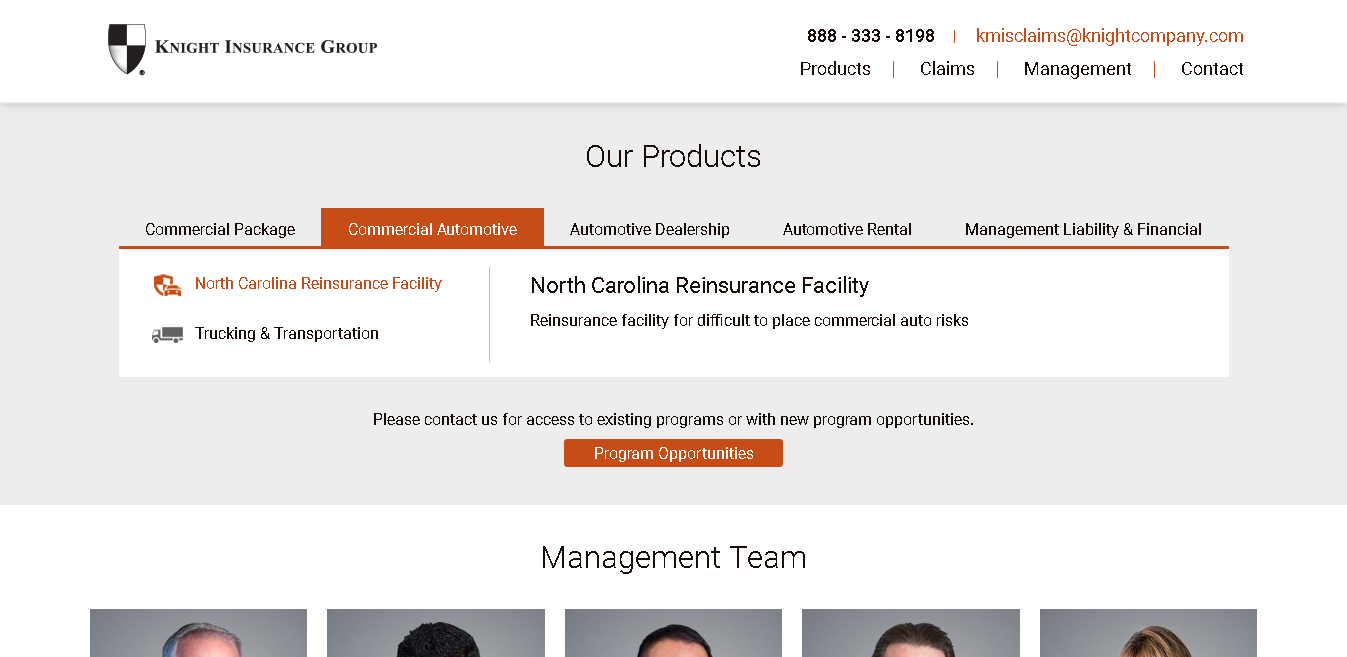 KNIGHT INSURANCE GROUP
888 - 333 - 8198 | kmisclaims@knightcompany.com
Products | Claims | Management | Contact
Our Products
Commercial Package Commercial Automotive Automotive Dealership Automotive Rental Management Liability & Financial
North Carolina Reinsurance Facility
Trucking & Transportation
North Carolina Reinsurance Facility
Reinsurance facility for difficult to place commercial auto risks
Please contact us for access to existing programs or with new program opportunities.
Program Opportunities
Management Team